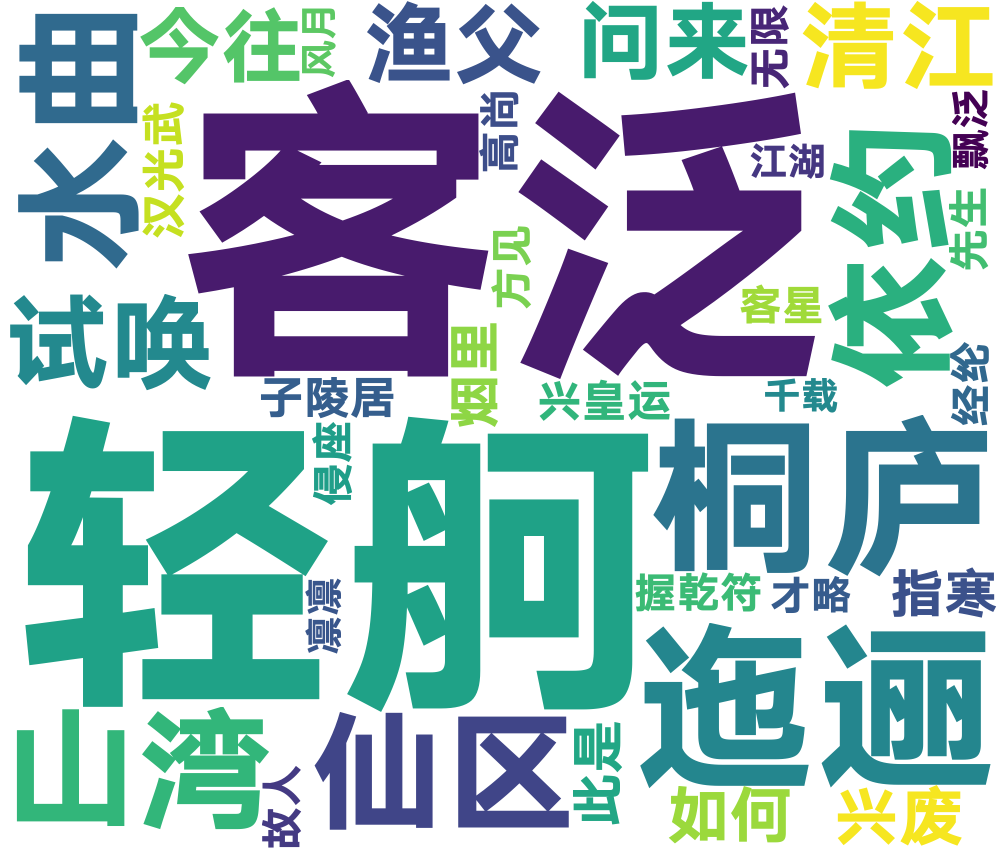 曲
今往
风月
渔父
问来
无限
清江
水
汉光武
客泛
高尚
江湖
飘泛
依约
先生
方见
客星
试唤
子陵居
烟里
兴皇运
千载
经纶
轻舸
侵座
桐庐
凛凛
握乾符
才略
指寒
迤逦
山湾
仙区
此是
故人
如何
兴废